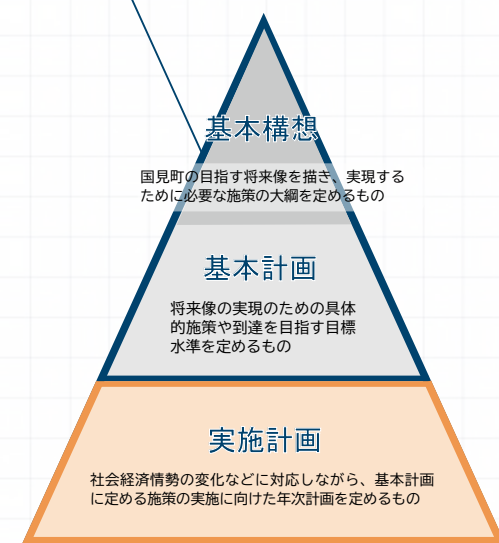 基本構想
国見町の目指す将来像を描き、実現する
ために必要な施策の大綱を定めるもの
基本計画
将来像の実現のための具体
的施策や到達を目指す目標
水準を定めるもの
実施計画
社会経済情勢の変化などに対応しながら、基本計画
に定める施策の実施に向けた年次計画を定めるもの